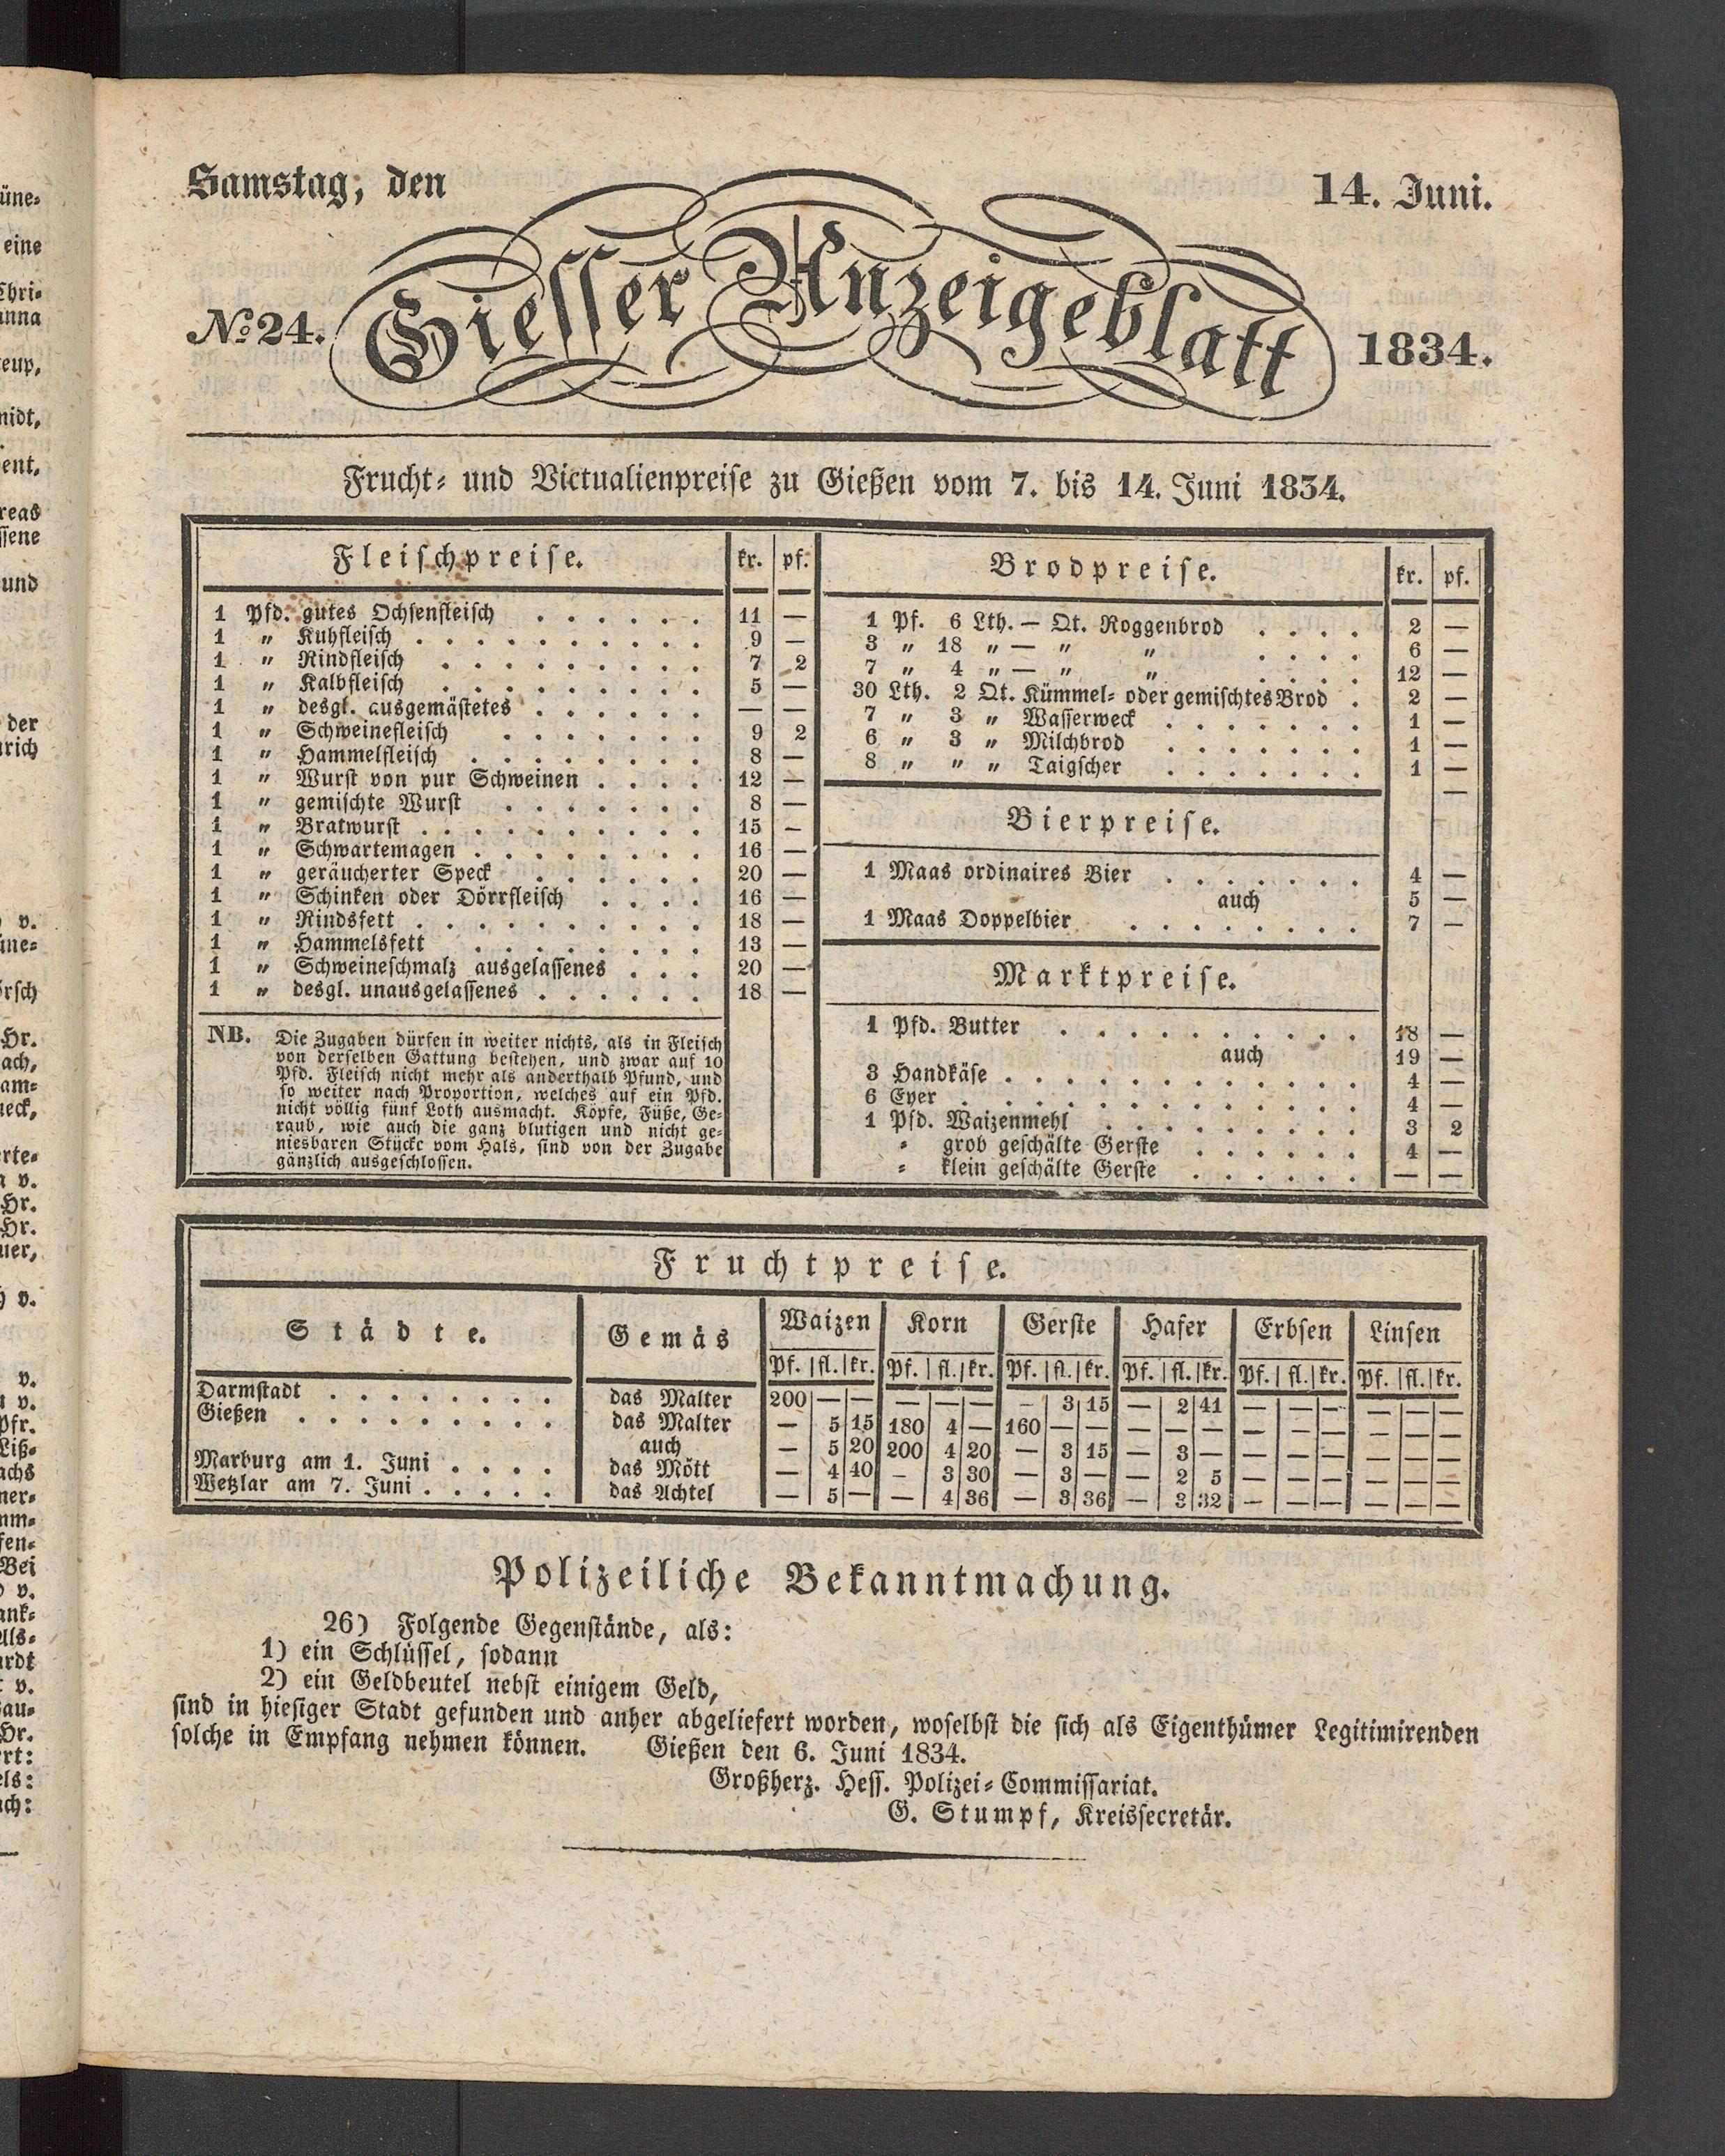 Samstag, den 14. Juni.
No. 24. Giesser Anzeigeblatt 1834.
Frucht- und Victualienpreise zu Gießen vom 7. bis 14. Juni 1834.
Fleischpreise. kr. pf.
1 Pfd. gutes Ochsenfleisch . . . . . . 11 —
1 „ Kuhfleisch . . . . . . . . . . 9 —
1 „ Rindfleisch . . . . . . . . . 7 2
1 „ Kalbfleisch . . . . . . . . . 5 —
1 „ desgl. ausgemästetes . . . . . . — —
1 „ Schweinefleisch . . . . . . . 9 2
1 „ Hammelfleisch . . . . . . . . 8 —
1 „ Wurst von pur Schweinen . . . . 12 —
1 „ gemischte Wurst . . . . . . . 8 —
1 „ Bratwurst . . . . . . . . . . 15 —
1 „ Schwartemagen . . . . . . . . 16 —
1 „ geräucherter Speck . . . . . . 20 —
1 „ Schinken oder Dörrfleisch . . . . 16 —
1 „ Rindsfett . . . . . . . . . . 18 —
1 „ Hammelsfett . . . . . . . . 13 —
1 „ Schweineschmalz ausgelassenes . . . 20 —
1 „ desgl. unausgelassenes . . . . . . 18 —
NB. Die Zugaben dürfen in weiter nichts, als in Fleisch
von derselben Gattung bestehen, und zwar auf 10
Pfd. Fleisch nicht mehr als anderthalb Pfund, und
so weiter nach Proportion, welches auf ein Pfd.
nicht völlig fünf Loth ausmacht. Köpfe, Füße, Ge-
raub, wie auch die ganz blutigen und nicht ge-
niesbaren Stücke vom Hals, sind von der Zugabe
gänzlich ausgeschlossen.
Brodpreise. kr. pf.
1 Pf. 6 Lth. — Qt. Roggenbrod . . . . 2 —
3 „ 18 „ — „ „ . . . . 6 —
7 „ 4 „ — „ „ . . . . 12 —
30 Lth. 2 Qt. Kümmel- oder gemischtes Brod . 2 —
7 „ 3 „ Wasserweck . . . . . . . 1 —
6 „ 3 „ Milchbrod . . . . . . . 1 —
8 „ „ „ Taigscher . . . . . . . 1 —
—
Bierpreise.
1 Maas ordinaires Bier . . . . . . . 4 —
auch 5 —
1 Maas Doppelbier . . . . . . . . 7 —
Marktpreise.
1 Pfd. Butter . . . . . . . . . . 18 —
auch 19 —
3 Handkäse . . . . . . . . . . . . 4 —
6 Eyer . . . . . . . . . . . . . 4 —
1 Pfd. Waizenmehl . . . . . . . . . 3 2
= grob geschälte Gerste . . . . . . 4 —
= klein geschälte Gerste . . . . . . — —
Fruchtpreise.
Städte. Gemäs Waizen Korn Gerste Hafer Erbsen Linsen
Pf. fl. kr. Pf. fl. kr. Pf. fl. kr. Pf. fl. kr. Pf. fl. kr. Pf. fl. kr.
Darmstadt . . . . . . . . das Malter 200 — — — — — — 3 15 — 2 41 — — — — — —
Gießen . . . . . . . . . das Malter — 5 15 180 4 — 160 — — — — — — — — — — —
auch — 5 20 200 4 20 — 3 15 — 3 — — — — — — —
Marburg am 1. Juni . . . . das Mött — 4 40 — 3 30 — 3 — — 2 5 — — — — — —
Wetzlar am 7. Juni . . . . . das Achtel — 5 — — 4 36 — 3 36 — 3 32 — — — — — —
Polizeiliche Bekanntmachung.
26) Folgende Gegenstände, als:
1) ein Schlüssel, sodann
2) ein Geldbeutel nebst einigem Geld,
sind in hiesiger Stadt gefunden und anher abgeliefert worden, woselbst die sich als Eigenthümer Legitimirenden
solche in Empfang nehmen können. Gießen den 6. Juni 1834.
Großherz. Hess. Polizei-Commissariat.
G. Stumpf, Kreissecretär.